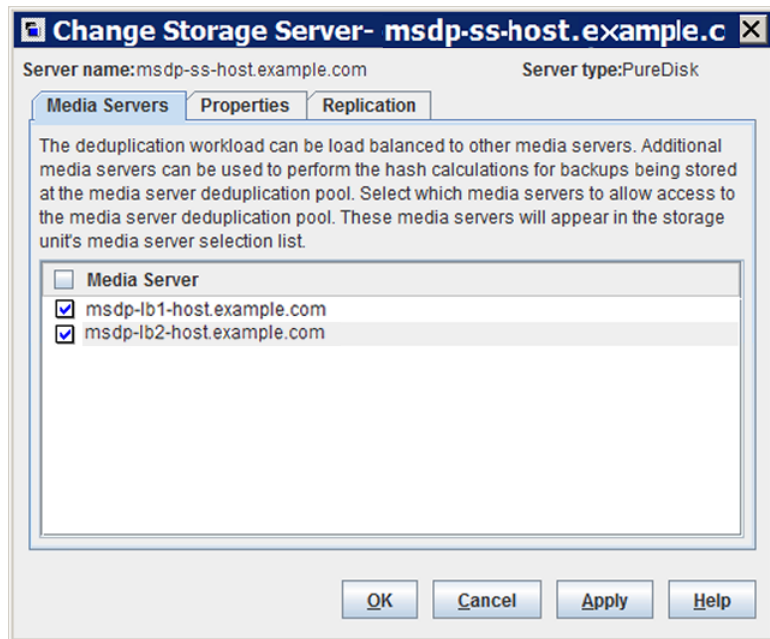 Change Storage Server- msdp-ss-host.example.c
Server name:msdp-ss-host.example.com Server type:PureDisk
Media Servers Properties Replication
The deduplication workload can be load balanced to other media servers. Additional
media servers can be used to perform the hash calculations for backups being stored
at the media server deduplication pool. Select which media servers to allow access to
the media server deduplication pool. These media servers will appear in the storage
unit's media server selection list.
Media Server
msdp-lb1-host.example.com
msdp-lb2-host.example.com
OK Cancel Apply Help